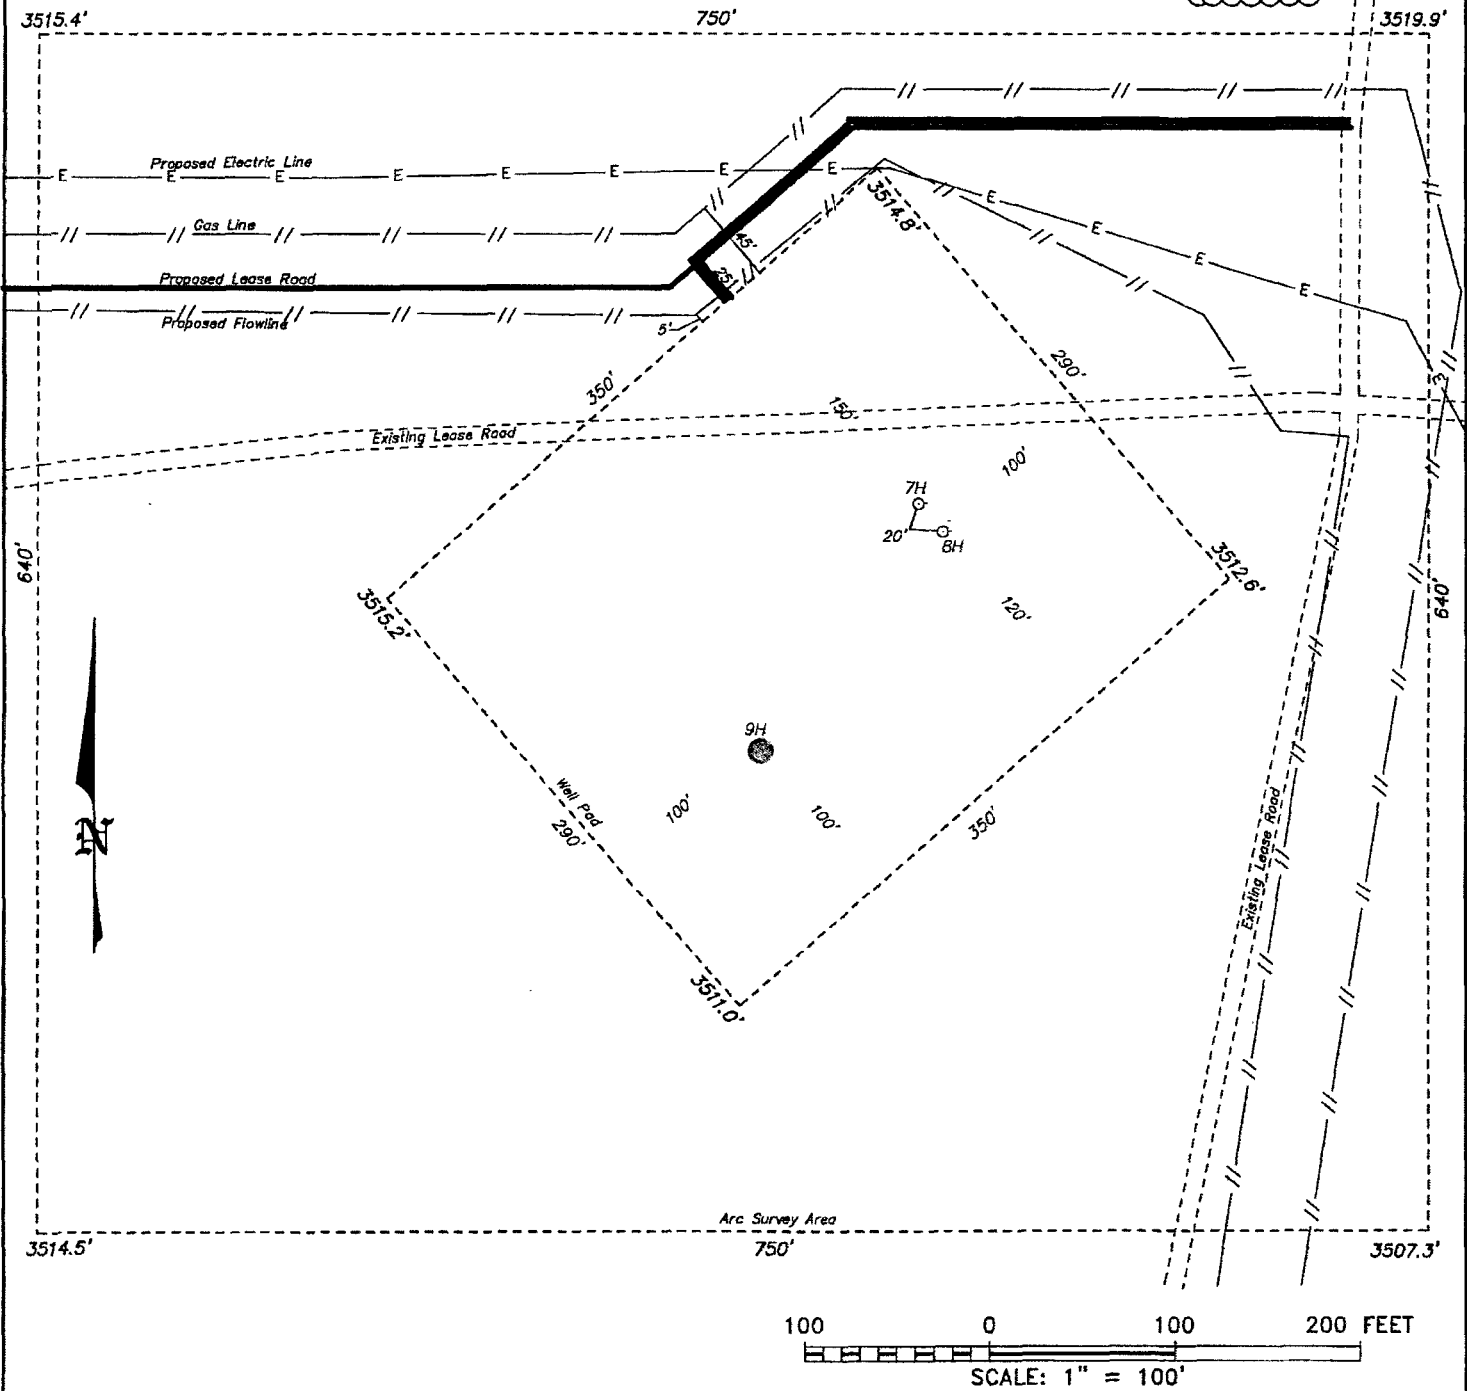 3515.4'
750'
3519.9'
Proposed Electric Line
E E E E E E E E
E
E
E
E
Gas Line
3514.8'
45'
25'
Proposed Lease Road
Proposed Flowline
5'
350'
290'
150'
Existing Lease Road
100'
7H
20'
8H
640'
3512.6'
640'
3515.2'
120'
9H
Well Pad
290'
100'
100'
350'
Existing Lease Road
N
3511.0'
Arc Survey Area
3514.5'
750'
3507.3'
100 0 100 200 FEET
SCALE: 1" = 100'